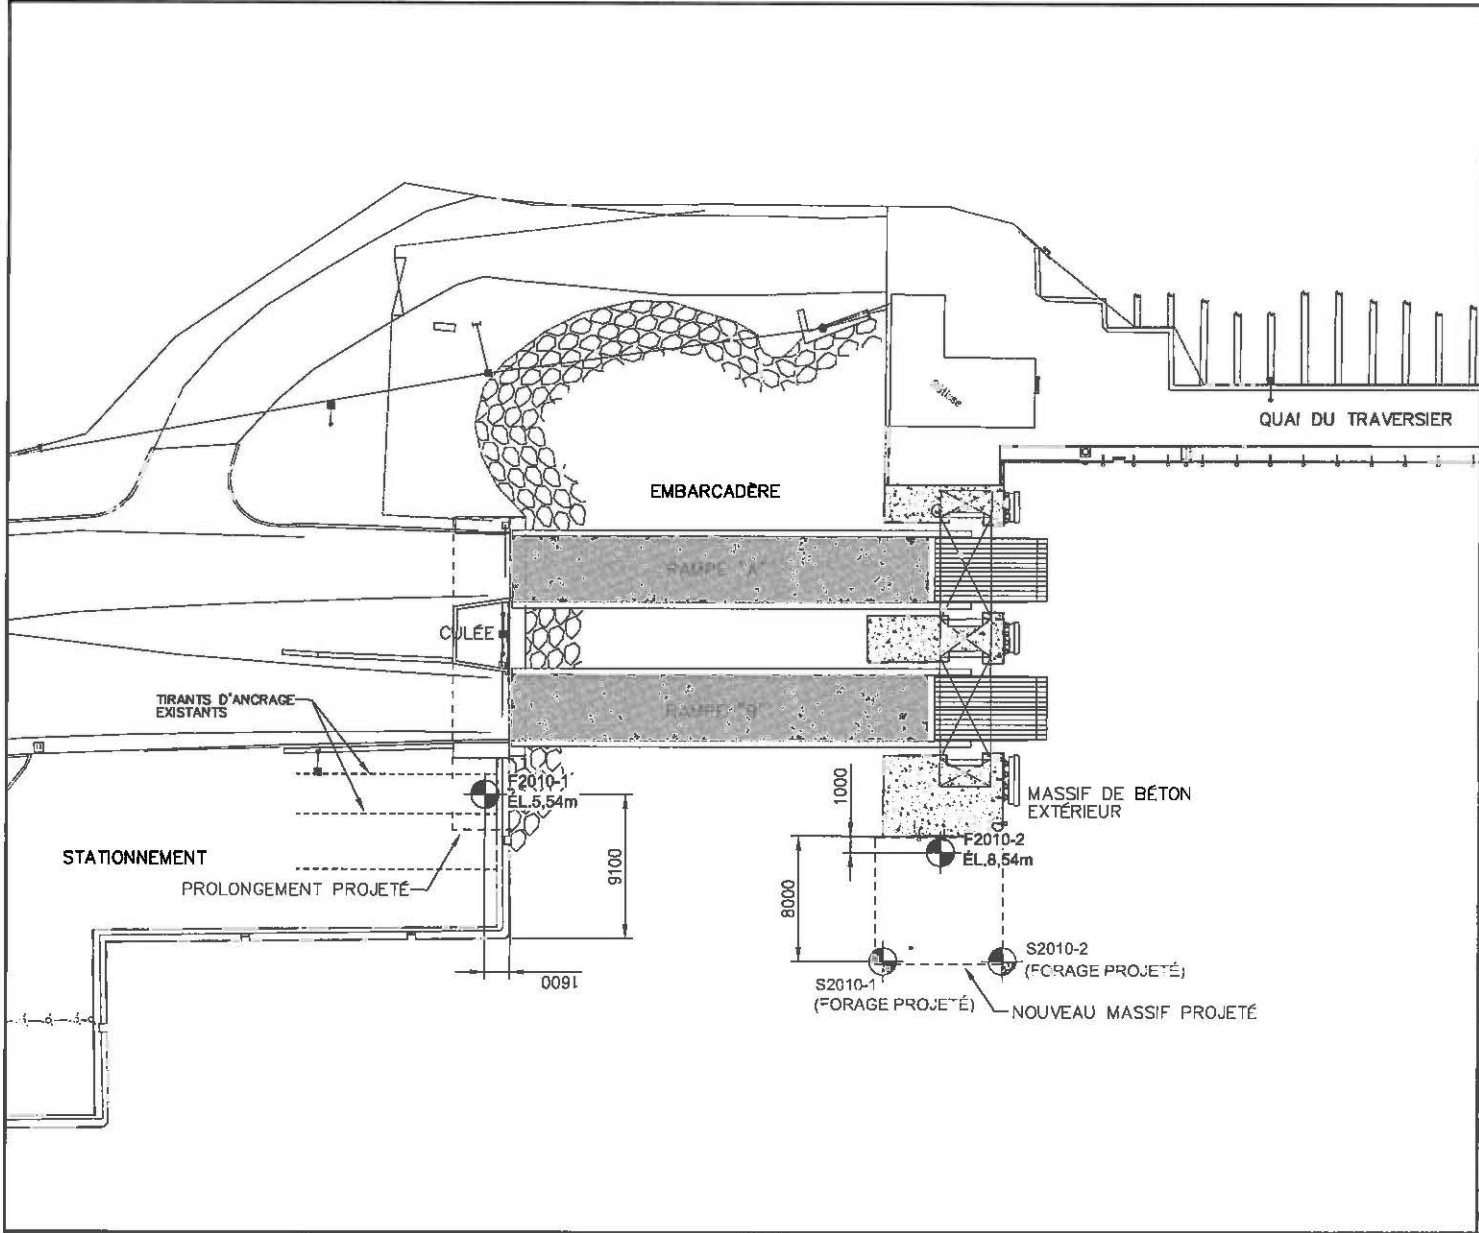 QUAI DU TRAVERSIER
EMBARCADÈRE
RAMPE "A"
CULÉE
TIRANTS D'ANCRAGE
EXISTANTS
RAMPE "B"
F2010-1
ÉL.5,54m
1000
MASSIF DE BÉTON
EXTÉRIEUR
F2010-2
ÉL.8,54m
STATIONNEMENT
PROLONGEMENT PROJETÉ
9100
8000
1600
S2010-1
(FORAGE PROJETÉ)
S2010-2
(FORAGE PROJETÉ)
NOUVEAU MASSIF PROJETÉ